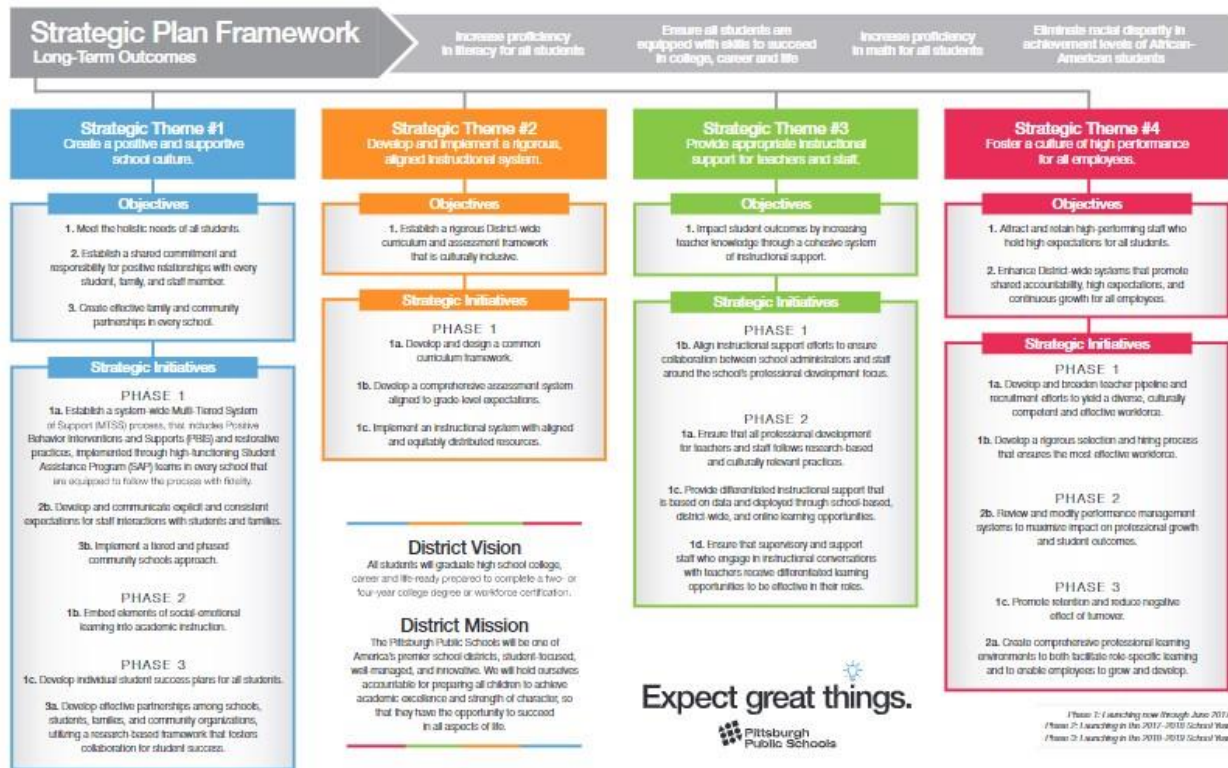 Strategic Plan Framework
Long-Term Outcomes
Increase proficiency
in literacy for all students
Ensure all students are
equipped with skills to succeed
in college, career and life
Increase proficiency
in math for all students
Eliminate racial disparity in
achievement levels of African-
American students
Strategic Theme #1
Create a positive and supportive
school culture.
Objectives
1. Meet the holistic needs of all students.
2. Establish a shared commitment and
responsibility for positive relationships with every
student, family, and staff member.
3. Create effective family and community
partnerships in every school.
Strategic Initiatives
PHASE 1
1a. Establish a system-wide Multi-Tiered System
of Support (MTSS) process, that includes Positive
Behavior Interventions and Supports (PBIS) and restorative
practices, implemented through high-functioning Student
Assistance Program (SAP) teams in every school that
are equipped to follow the process with fidelity.
2b. Develop and communicate explicit and consistent
expectations for staff interactions with students and families.
3b. Implement a tiered and phased
community schools approach.
PHASE 2
1b. Embed elements of social-emotional
learning into academic instruction.
PHASE 3
1c. Develop individual student success plans for all students.
3a. Develop effective partnerships among schools,
students, families, and community organizations,
utilizing a research-based framework that fosters
collaboration for student success.
Strategic Theme #2
Develop and implement a rigorous,
aligned instructional system.
Objectives
1. Establish a rigorous District-wide
curriculum and assessment framework
that is culturally inclusive.
Strategic Initiatives
PHASE 1
1a. Develop and design a common
curriculum framework.
1b. Develop a comprehensive assessment system
aligned to grade-level expectations.
1c. Implement an instructional system with aligned
and equitably distributed resources.
District Vision
All students will graduate high school college,
career and life-ready prepared to complete a two- or
four-year college degree or workforce certification.
District Mission
The Pittsburgh Public Schools will be one of
America's premier school districts, student-focused,
well-managed, and innovative. We will hold ourselves
accountable for preparing all children to achieve
academic excellence and strength of character, so
that they have the opportunity to succeed
in all aspects of life.
Strategic Theme #3
Provide appropriate instructional
support for teachers and staff.
Objectives
1. Impact student outcomes by increasing
teacher knowledge through a cohesive system
of instructional support.
Strategic Initiatives
PHASE 1
1b. Align instructional support efforts to ensure
collaboration between school administrators and staff
around the school's professional development focus.
PHASE 2
1a. Ensure that all professional development
for teachers and staff follows research-based
and culturally relevant practices.
1c. Provide differentiated instructional support that
is based on data and deployed through school-based,
district-wide, and online learning opportunities.
1d. Ensure that supervisory and support
staff who engage in instructional conversations
with teachers receive differentiated learning
opportunities to be effective in their roles.
Expect great things.
Pittsburgh
Public Schools
Strategic Theme #4
Foster a culture of high performance
for all employees.
Objectives
1. Attract and retain high-performing staff who
hold high expectations for all students.
2. Enhance District-wide systems that promote
shared accountability, high expectations, and
continuous growth for all employees.
Strategic Initiatives
PHASE 1
1a. Develop and broaden teacher pipeline and
recruitment efforts to yield a diverse, culturally
competent and effective workforce.
1b. Develop a rigorous selection and hiring process
that ensures the most effective workforce.
PHASE 2
2b. Review and modify performance management
systems to maximize impact on professional growth
and student outcomes.
PHASE 3
1c. Promote retention and reduce negative
effect of turnover.
2a. Create comprehensive professional learning
environments to both facilitate role-specific learning
and to enable employees to grow and develop.
Phase 1: Launching now through June 201
Phase 2: Launching in the 2017-2018 School Year
Phase 3: Launching in the 2018-2019 School Year